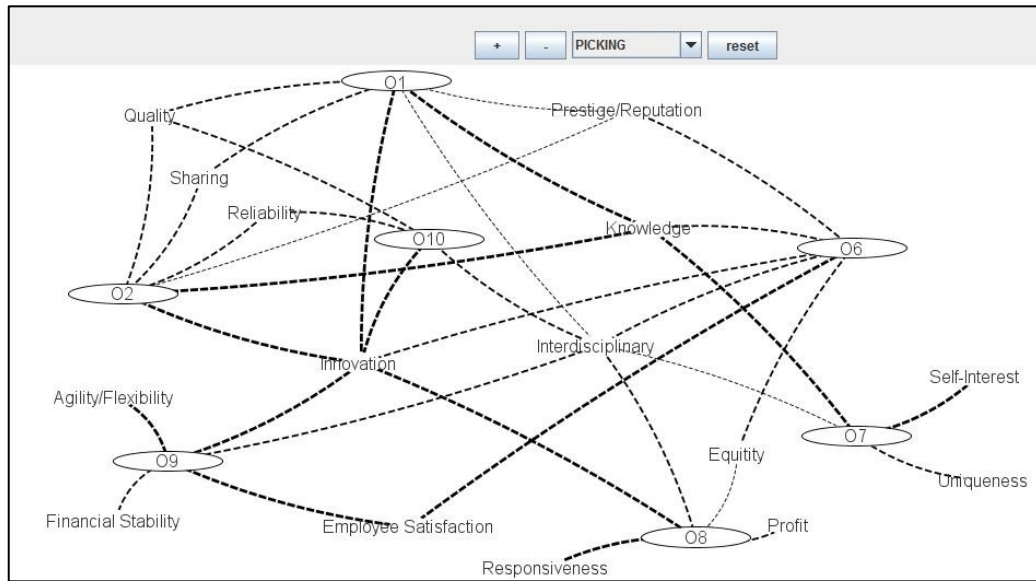 + - PICKING reset
O1
Quality
Prestige/Reputation
Sharing
Reliability
O10
Knowledge
O6
O2
Innovation
Interdisciplinary
Agility/Flexibility
Self-Interest
O7
O9
Equitity
Uniqueness
Financial Stability
Employee Satisfaction
O8
Profit
Responsiveness